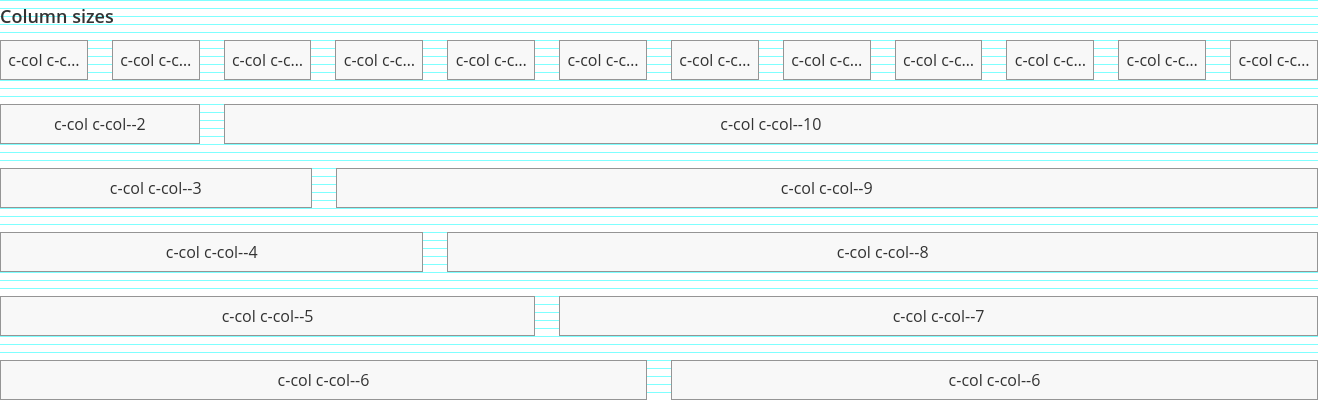 Column sizes
c-col c-c... c-col c-c... c-col c-c... c-col c-c... c-col c-c... c-col c-c... c-col c-c... c-col c-c... c-col c-c... c-col c-c... c-col c-c... c-col c-c...
c-col c-col--2 c-col c-col--10
c-col c-col--3 c-col c-col--9
c-col c-col--4 c-col c-col--8
c-col c-col--5 c-col c-col--7
c-col c-col--6 c-col c-col--6